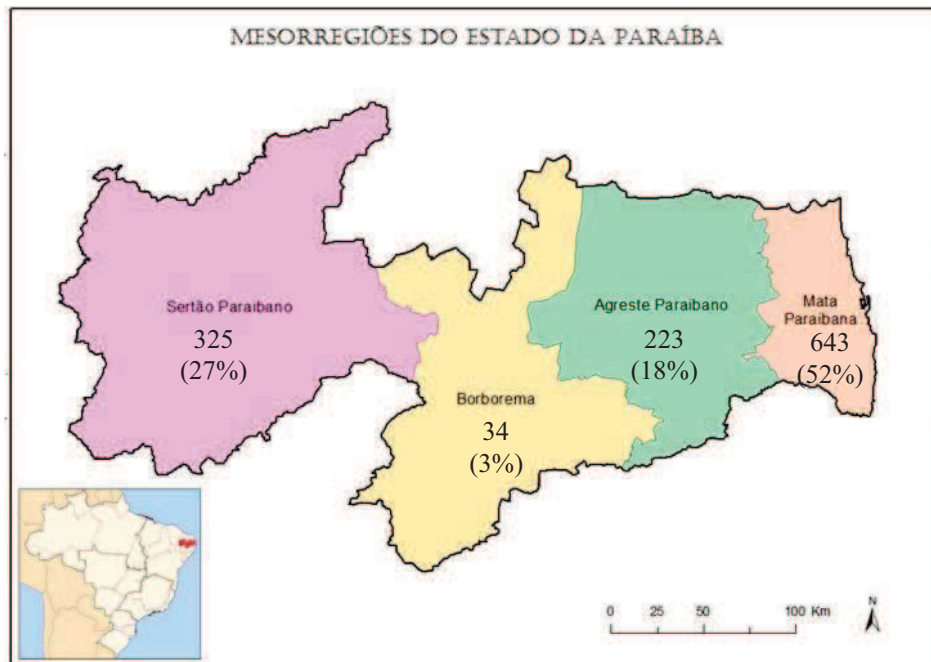 MESORREGIÕES DO ESTADO DA PARAÍBA
Sertão Paraibano
325
(27%)
Borborema
34
(3%)
Agreste Paraibano
223
(18%)
Mata
Paraibana
643
(52%)
0 25 50 100 Km
N